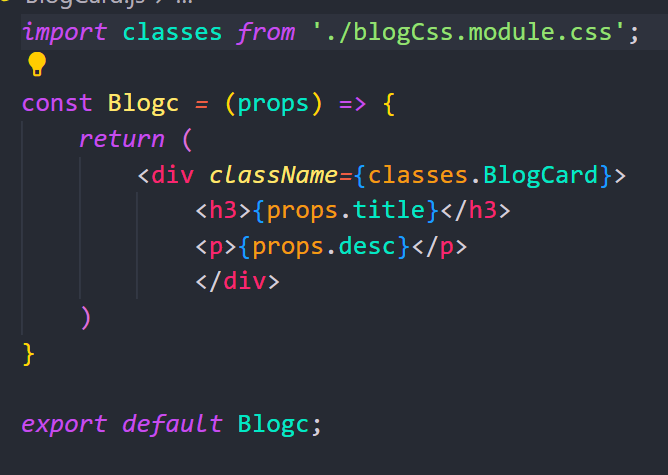 BlogCard.js > ...
import classes from './blogCss.module.css';
const Blogc = (props) => {
return (
<div className={classes.BlogCard}>
<h3>{props.title}</h3>
<p>{props.desc}</p>
</div>
)
}
export default Blogc;